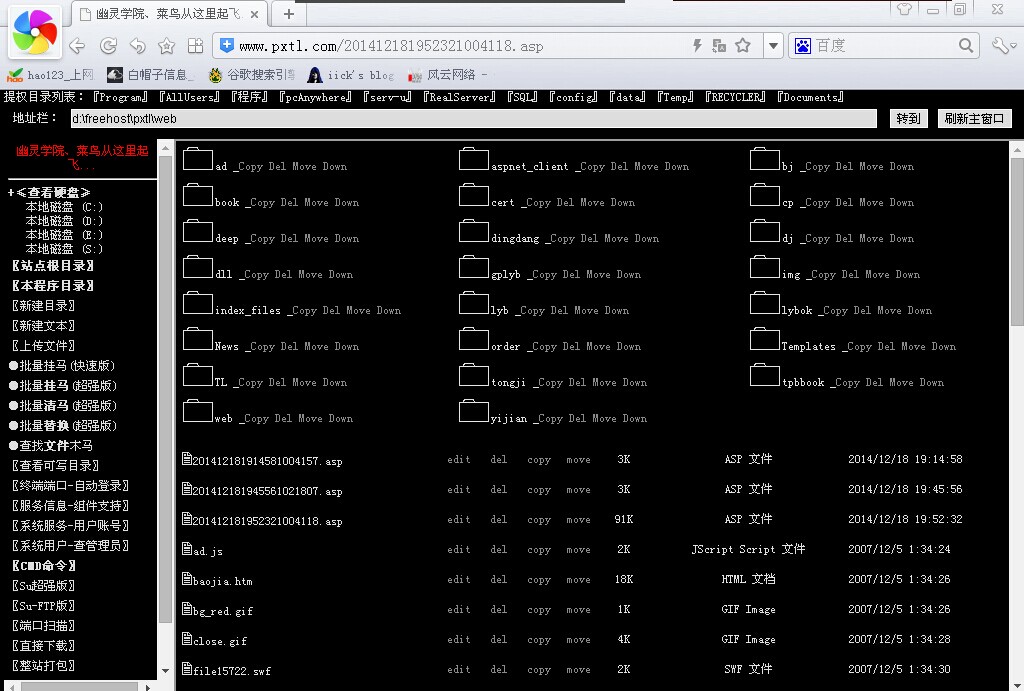 幽灵学院、菜鸟从这里起飞
www.pxtl.com/201412181952321004118.asp
百度
hao123_上网
白帽子信息_
谷歌搜索引擎
iick's blog
风云网络 -
提权目录列表: 『Program』 『AllUsers』 『程序』 『pcAnywhere』 『serv-u』 『RealServer』 『SQL』 『config』 『data』 『Temp』 『RECYCLER』 『Documents』
地址栏: d:\freehost\pxtl\web 转到 刷新主窗口
幽灵学院、菜鸟从这里起
飞...
+≪查看硬盘≫
本地磁盘 (C:)
本地磁盘 (D:)
本地磁盘 (E:)
本地磁盘 (S:)
〖站点根目录〗
〖本程序目录〗
〖新建目录〗
〖新建文本〗
〖上传文件〗
●批量挂马(快速版)
●批量挂马(超强版)
●批量清马(超强版)
●批量替换(超强版)
●查找文件木马
〖查看可写目录〗
〖终端端口-自动登录〗
〖服务信息-组件支持〗
〖系统服务-用户账号〗
〖系统用户-查管理员〗
〖CMD命令〗
〖Su超强版〗
〖Su-FTP版〗
〖端口扫描〗
〖直接下载〗
〖整站打包〗
ad _Copy Del Move Down aspnet_client _Copy Del Move Down bj _Copy Del Move Down
book _Copy Del Move Down cert _Copy Del Move Down cp _Copy Del Move Down
deep _Copy Del Move Down dingdang _Copy Del Move Down dj _Copy Del Move Down
dll _Copy Del Move Down gplyb _Copy Del Move Down img _Copy Del Move Down
index_files _Copy Del Move Down lyb _Copy Del Move Down lybok _Copy Del Move Down
News _Copy Del Move Down order _Copy Del Move Down Templates _Copy Del Move Down
TL _Copy Del Move Down tongji _Copy Del Move Down tpbbook _Copy Del Move Down
web _Copy Del Move Down yijian _Copy Del Move Down
201412181914581004157.asp edit del copy move 3K ASP 文件 2014/12/18 19:14:58
201412181945561021807.asp edit del copy move 3K ASP 文件 2014/12/18 19:45:56
201412181952321004118.asp edit del copy move 91K ASP 文件 2014/12/18 19:52:32
ad.js edit del copy move 2K JScript Script 文件 2007/12/5 1:34:24
baojia.htm edit del copy move 18K HTML 文档 2007/12/5 1:34:26
bg_red.gif edit del copy move 1K GIF Image 2007/12/5 1:34:26
close.gif edit del copy move 4K GIF Image 2007/12/5 1:34:28
file15722.swf edit del copy move 2K SWF 文件 2007/12/5 1:34:30